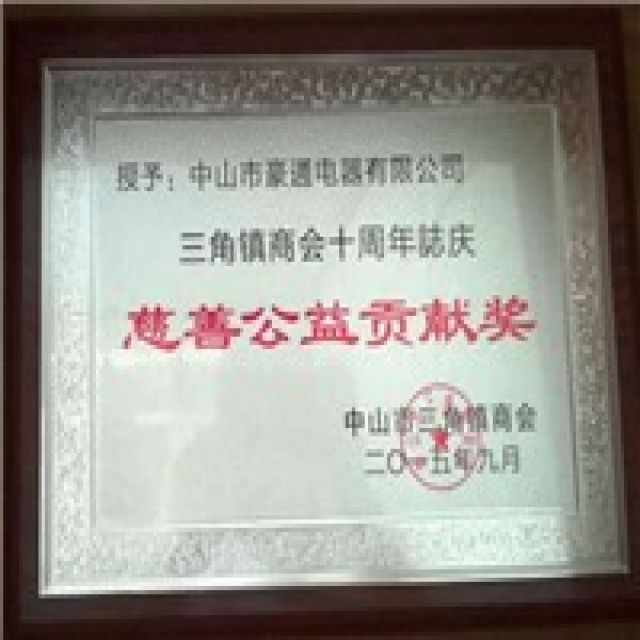 授予：中山市豪通电器有限公司
三角镇商会十周年誌庆
慈善公益贡献奖
中山市三角镇商会
二〇一五年九月